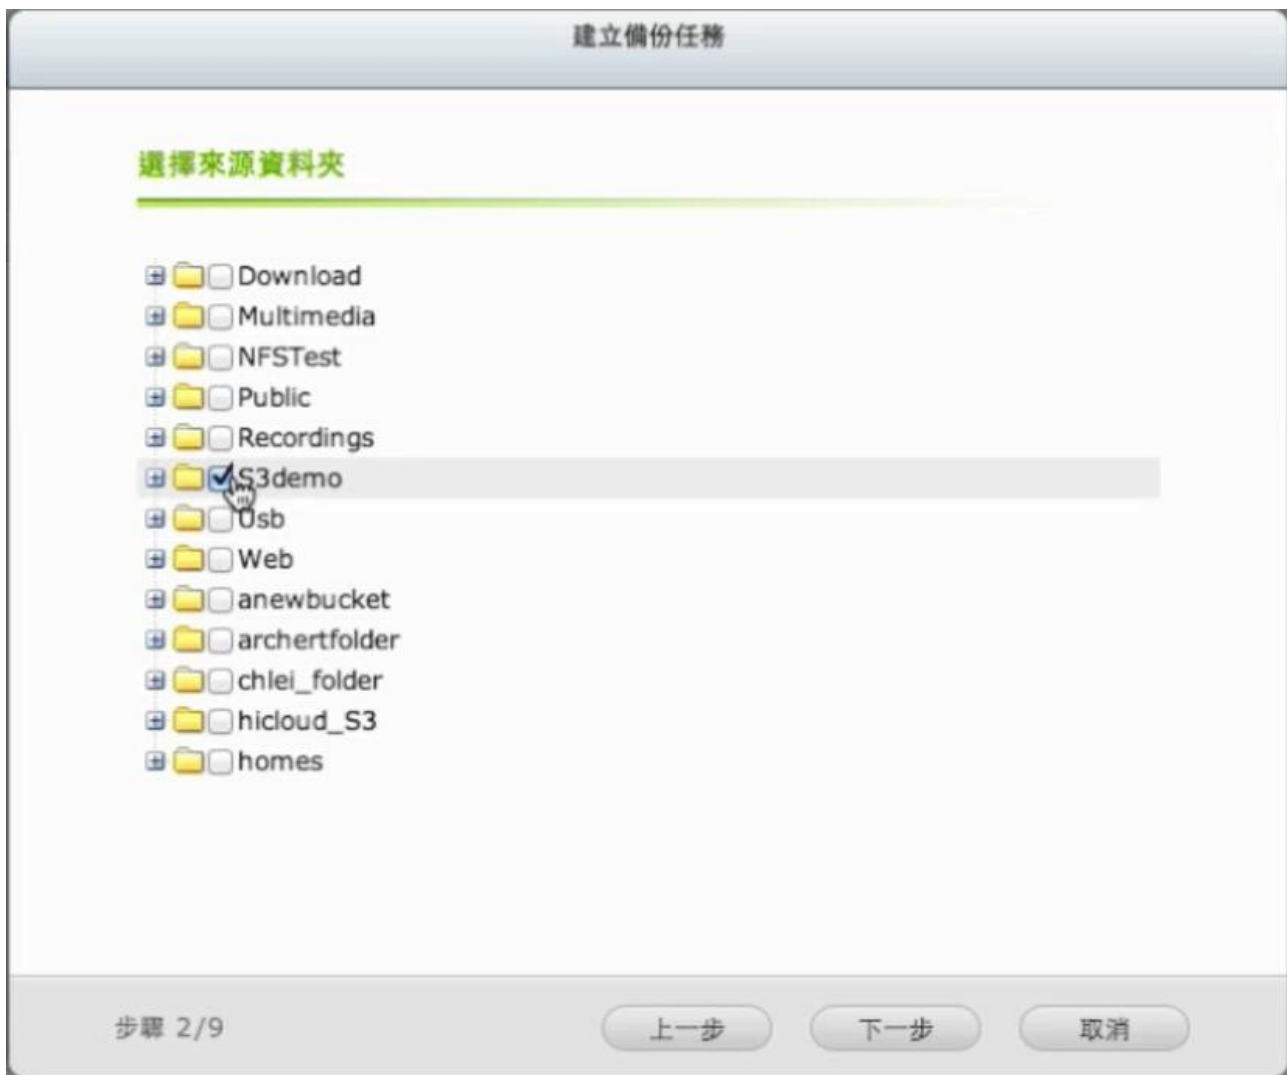 建立備份任務
選擇來源資料夾
Download
Multimedia
NFSTest
Public
Recordings
S3demo
Usb
Web
anewbucket
archertfolder
chlei_folder
hicloud_S3
homes
步驟 2/9
上一步
下一步
取消